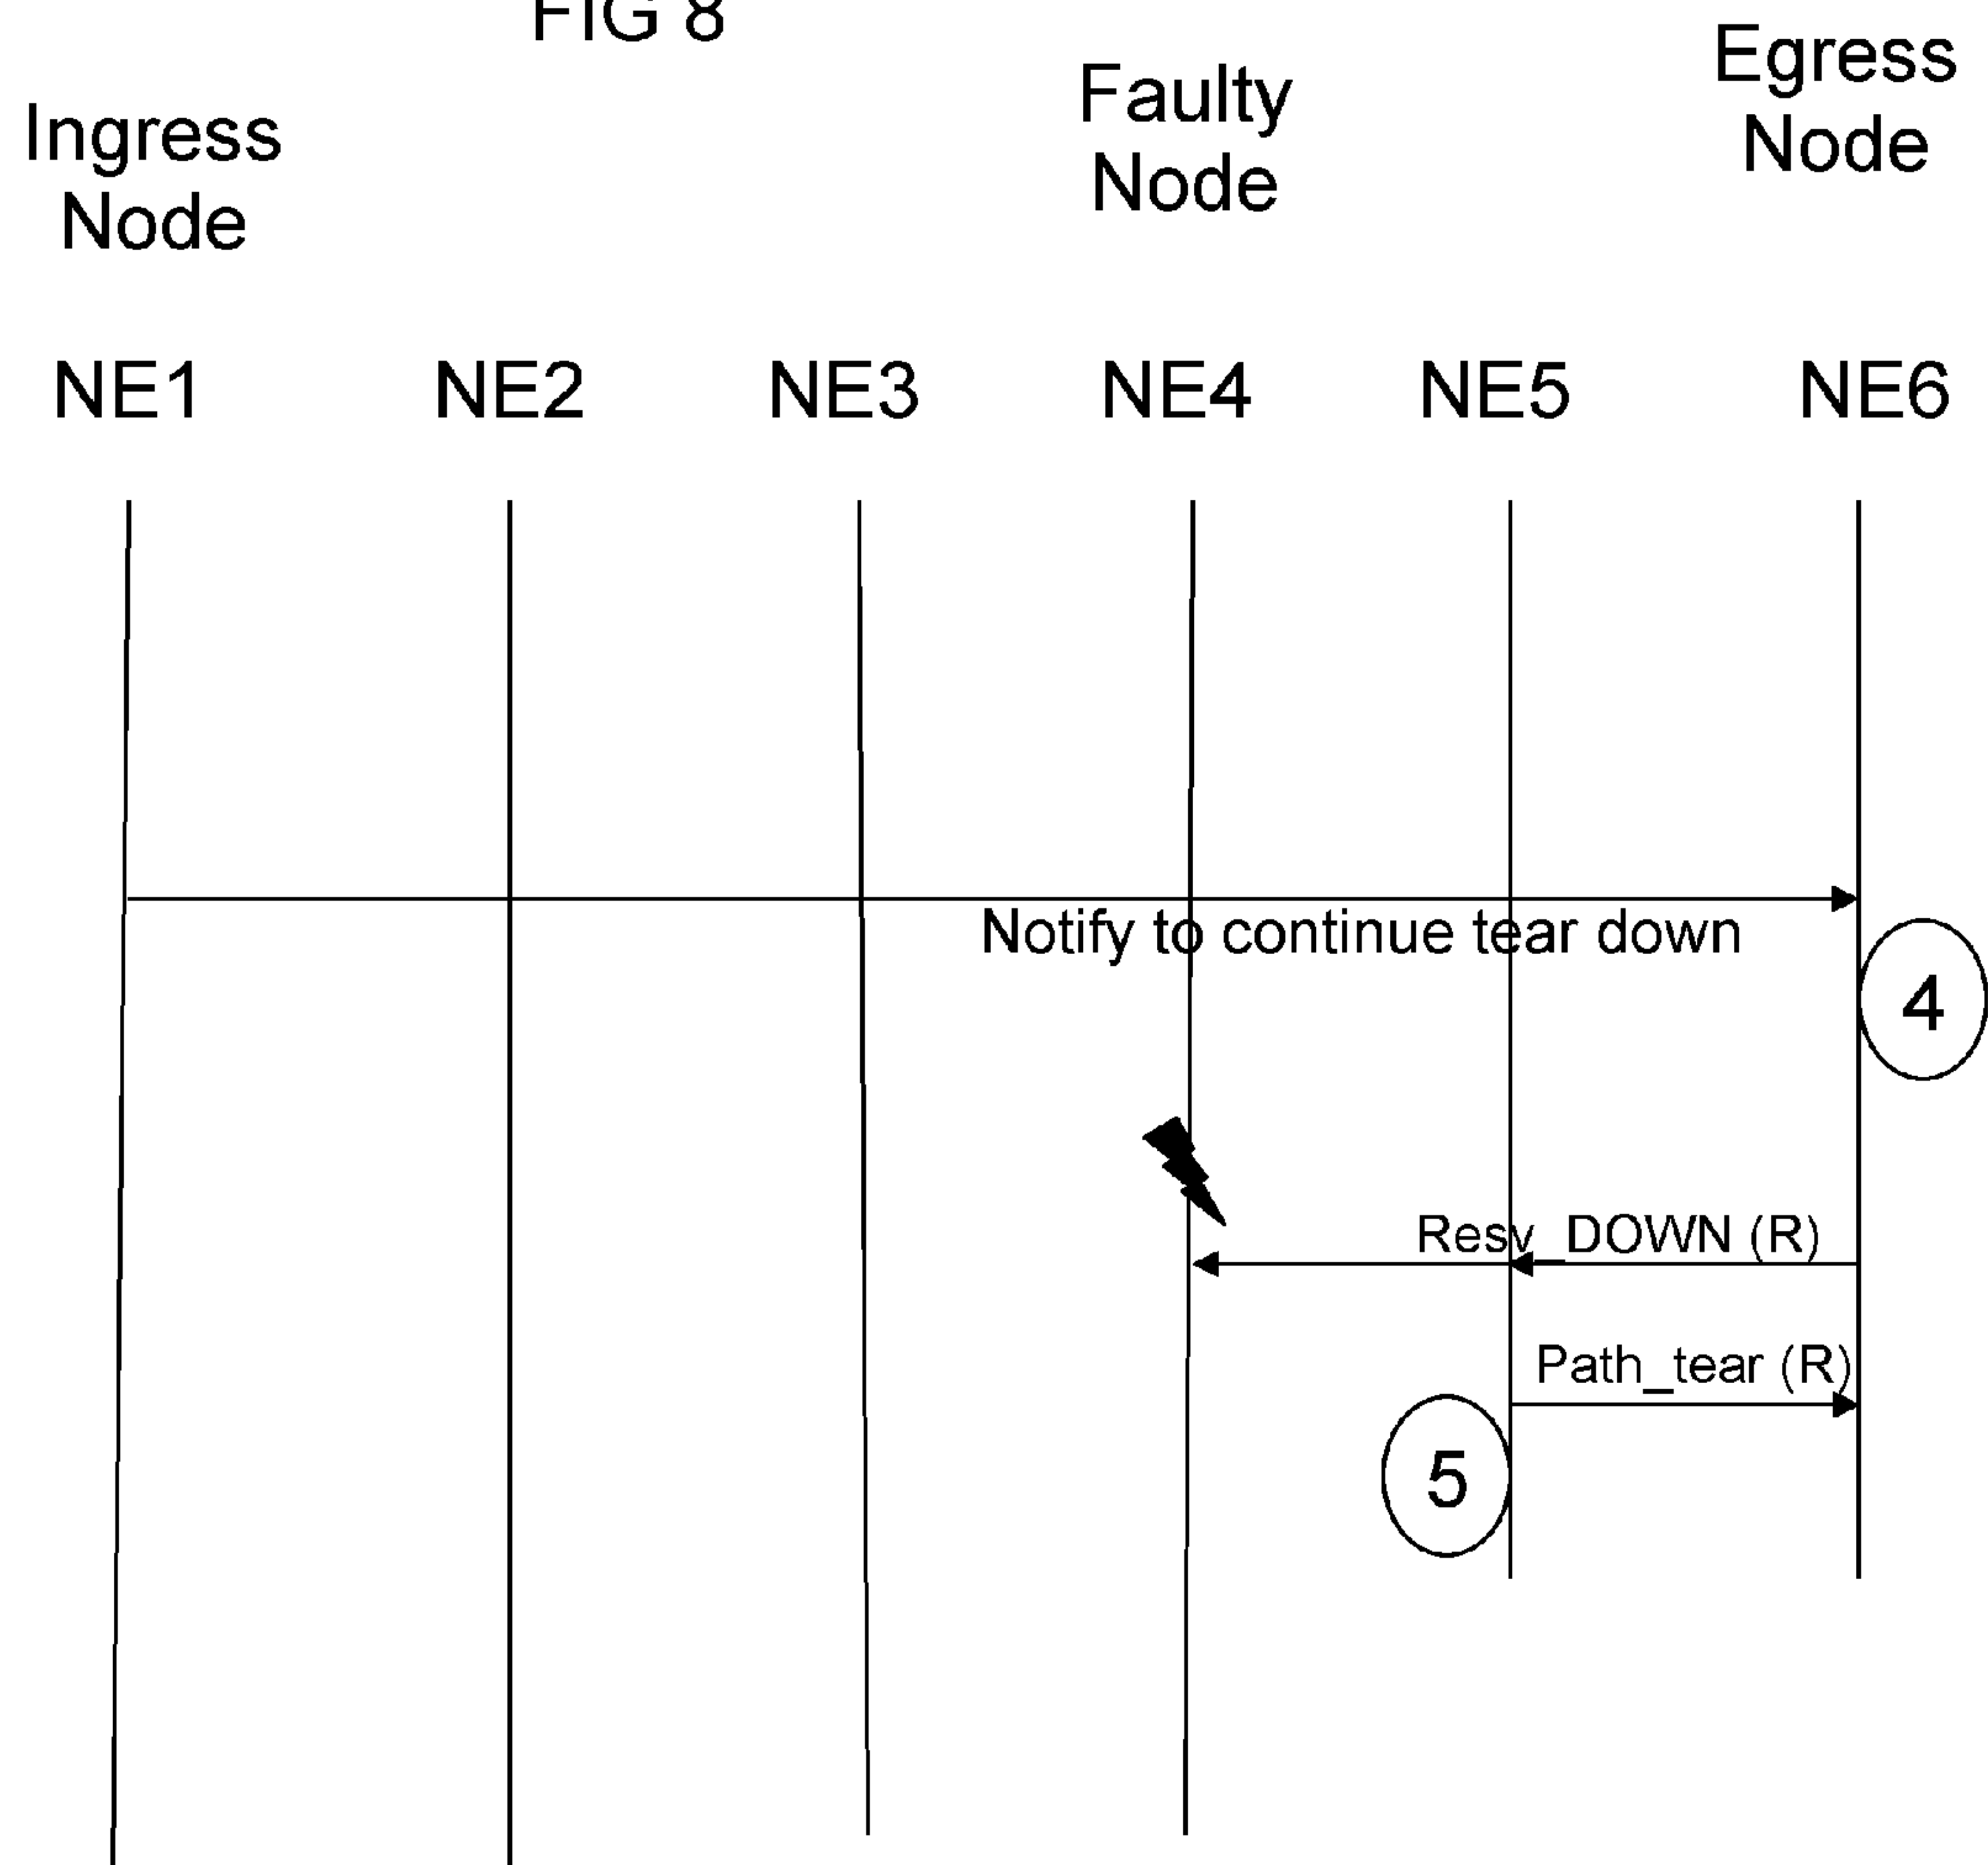 FIG 8
Egress
Node
Faulty
Node
Ingress
Node
NE1 NE2 NE3 NE4 NE5 NE6
Notify to continue tear down
4
Resv_DOWN (R)
Path_tear (R)
5